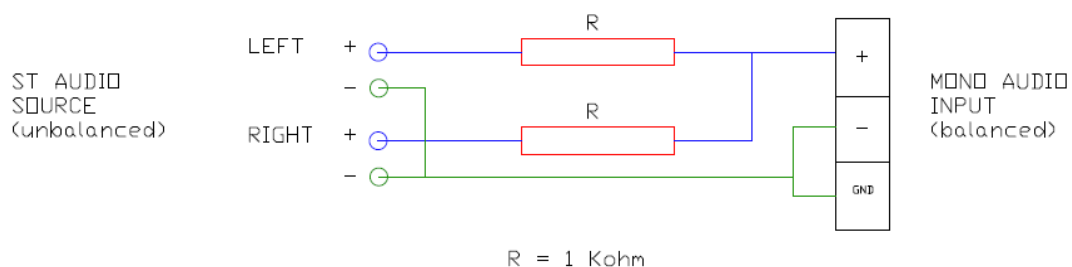 R
LEFT +
+
ST AUDIO
SOURCE
(unbalanced)
-
R
RIGHT +
-
MONO AUDIO
INPUT
(balanced)
-
GND
R = 1 Kohm